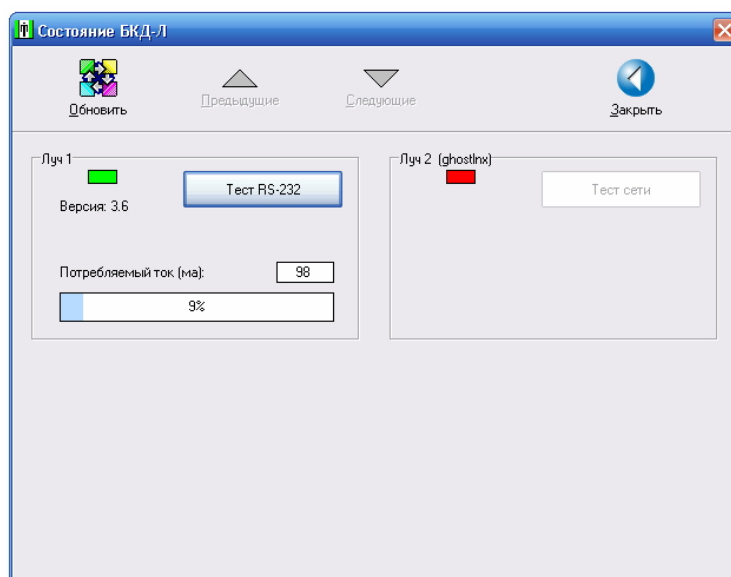 Состояние БКД-Л
Обновить
Предыдущие
Следующие
Закрыть
Луч 1
Версия: 3.6
Тест RS-232
Потребляемый ток (ма):
98
9%
Луч 2 (ghostlnx)
Тест сети